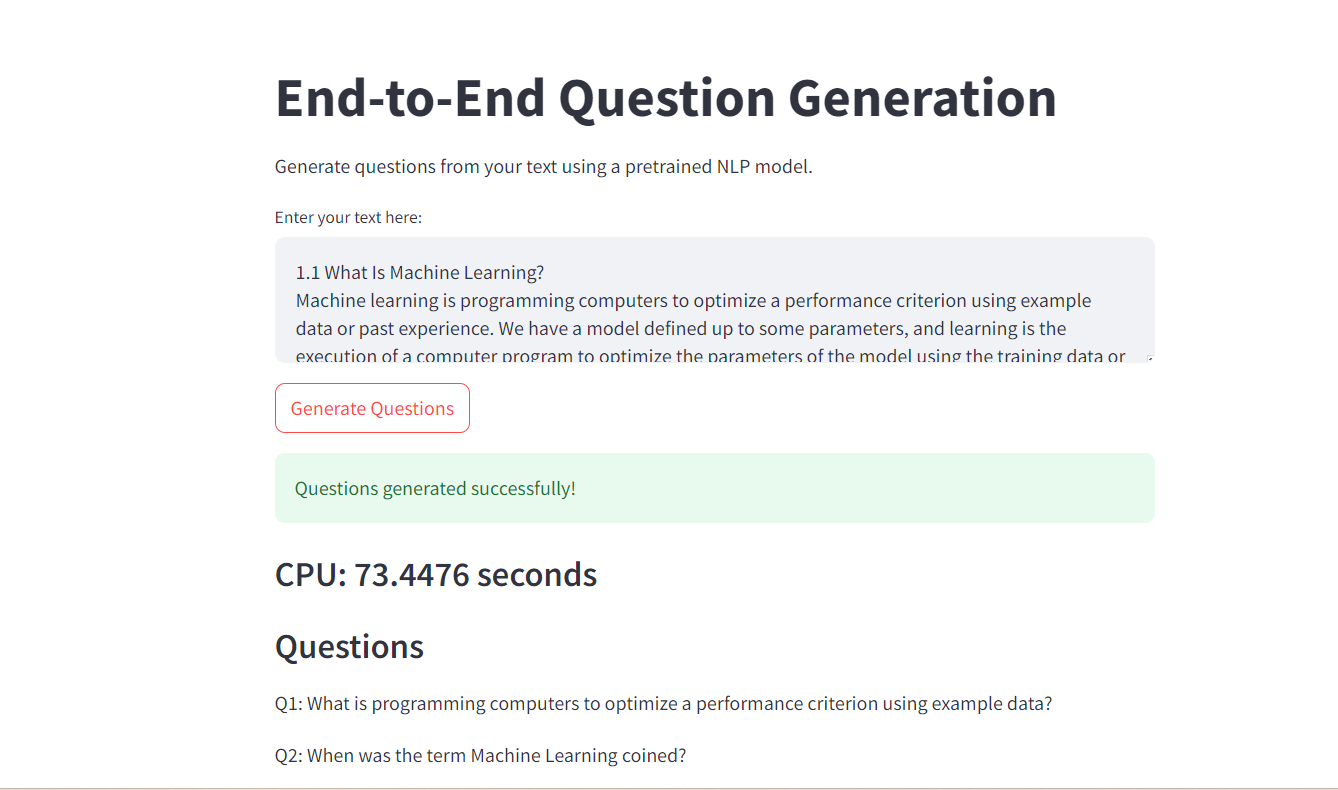 End-to-End Question Generation
Generate questions from your text using a pretrained NLP model.
Enter your text here:
1.1 What Is Machine Learning?
Machine learning is programming computers to optimize a performance criterion using example
data or past experience. We have a model defined up to some parameters, and learning is the
execution of a computer program to optimize the parameters of the model using the training data or
Generate Questions
Questions generated successfully!
CPU: 73.4476 seconds
Questions
Q1: What is programming computers to optimize a performance criterion using example data?
Q2: When was the term Machine Learning coined?